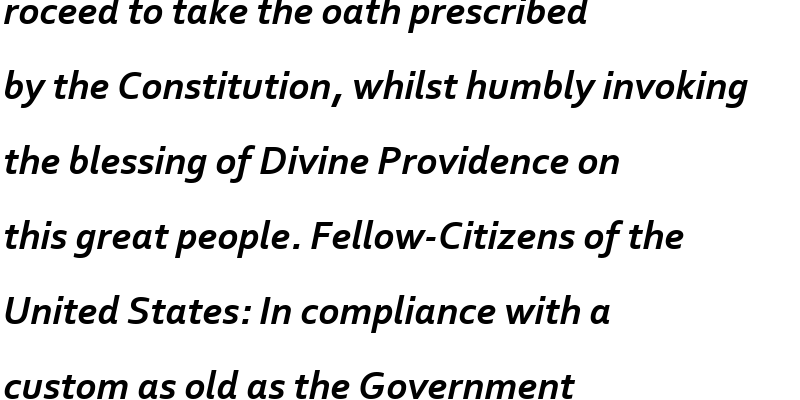 roceed to take the oath prescribed
by the Constitution, whilst humbly invoking
the blessing of Divine Providence on
this great people. Fellow-Citizens of the
United States: In compliance with a
custom as old as the Government